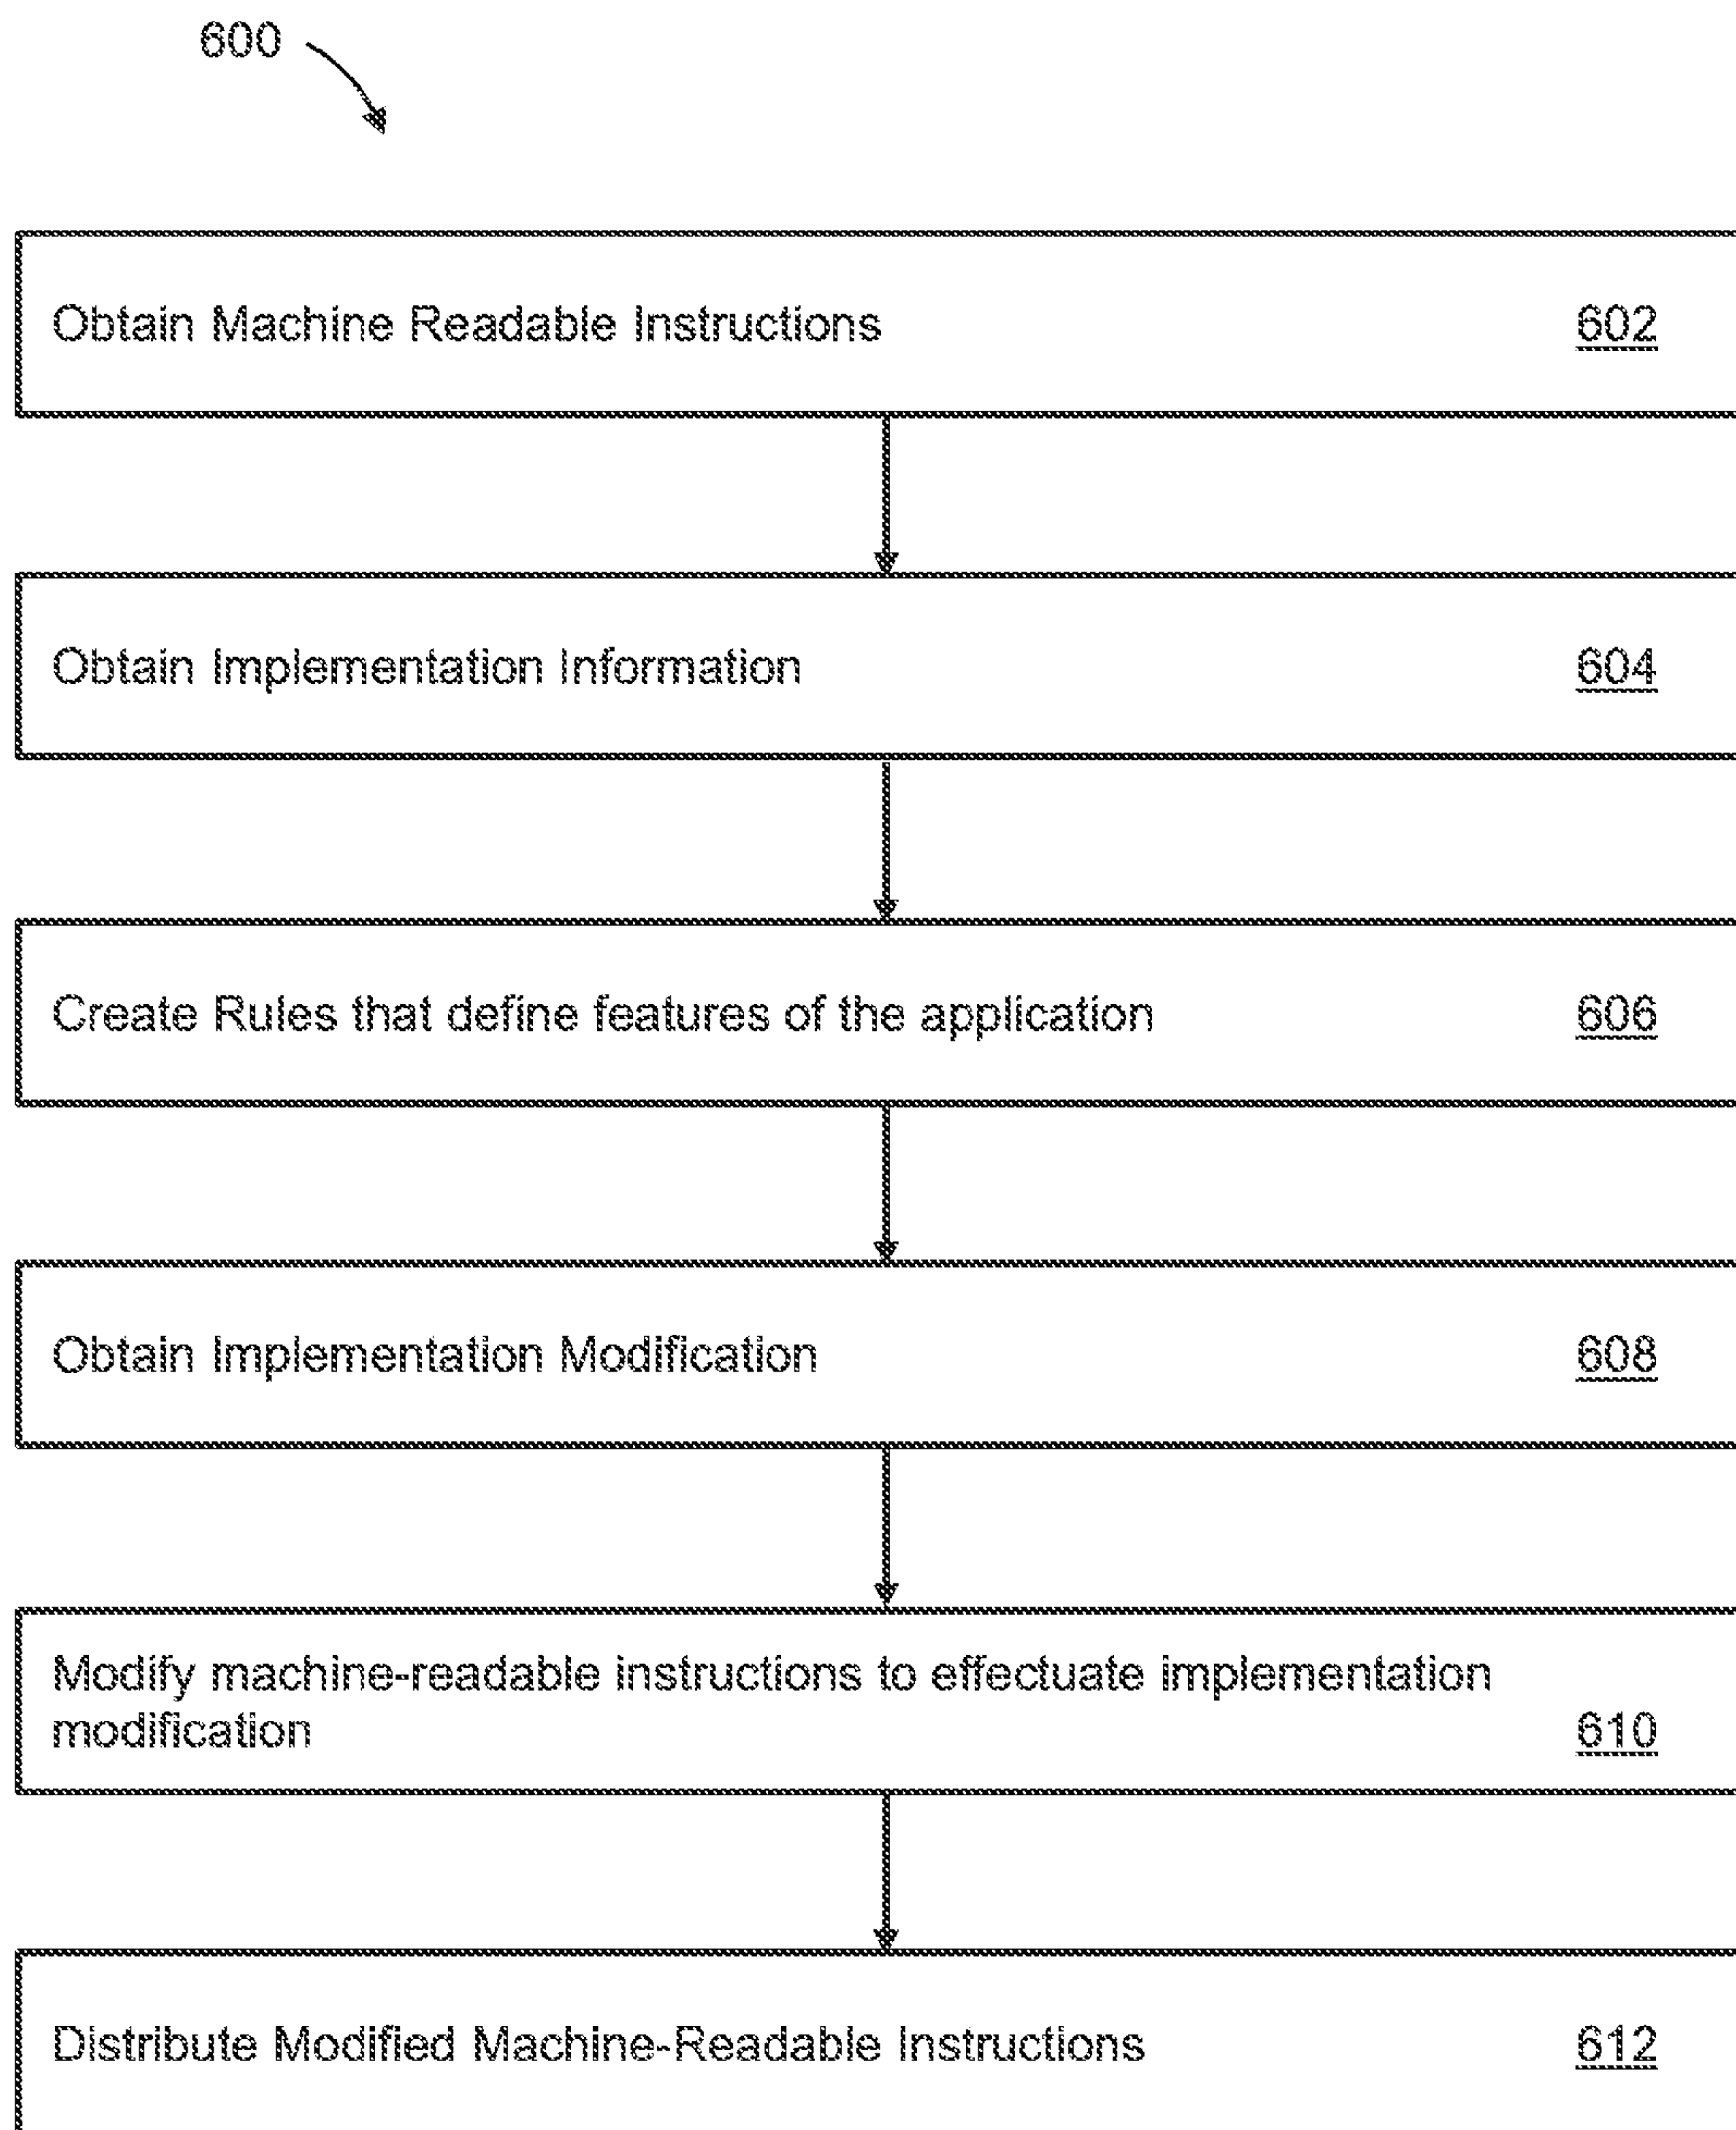 600
Obtain Machine Readable Instructions 602
Obtain Implementation Information 604
Create Rules that define features of the application 606
Obtain Implementation Modification 608
Modify machine-readable instructions to effectuate implementation
modification 610
Distribute Modified Machine-Readable Instructions 612